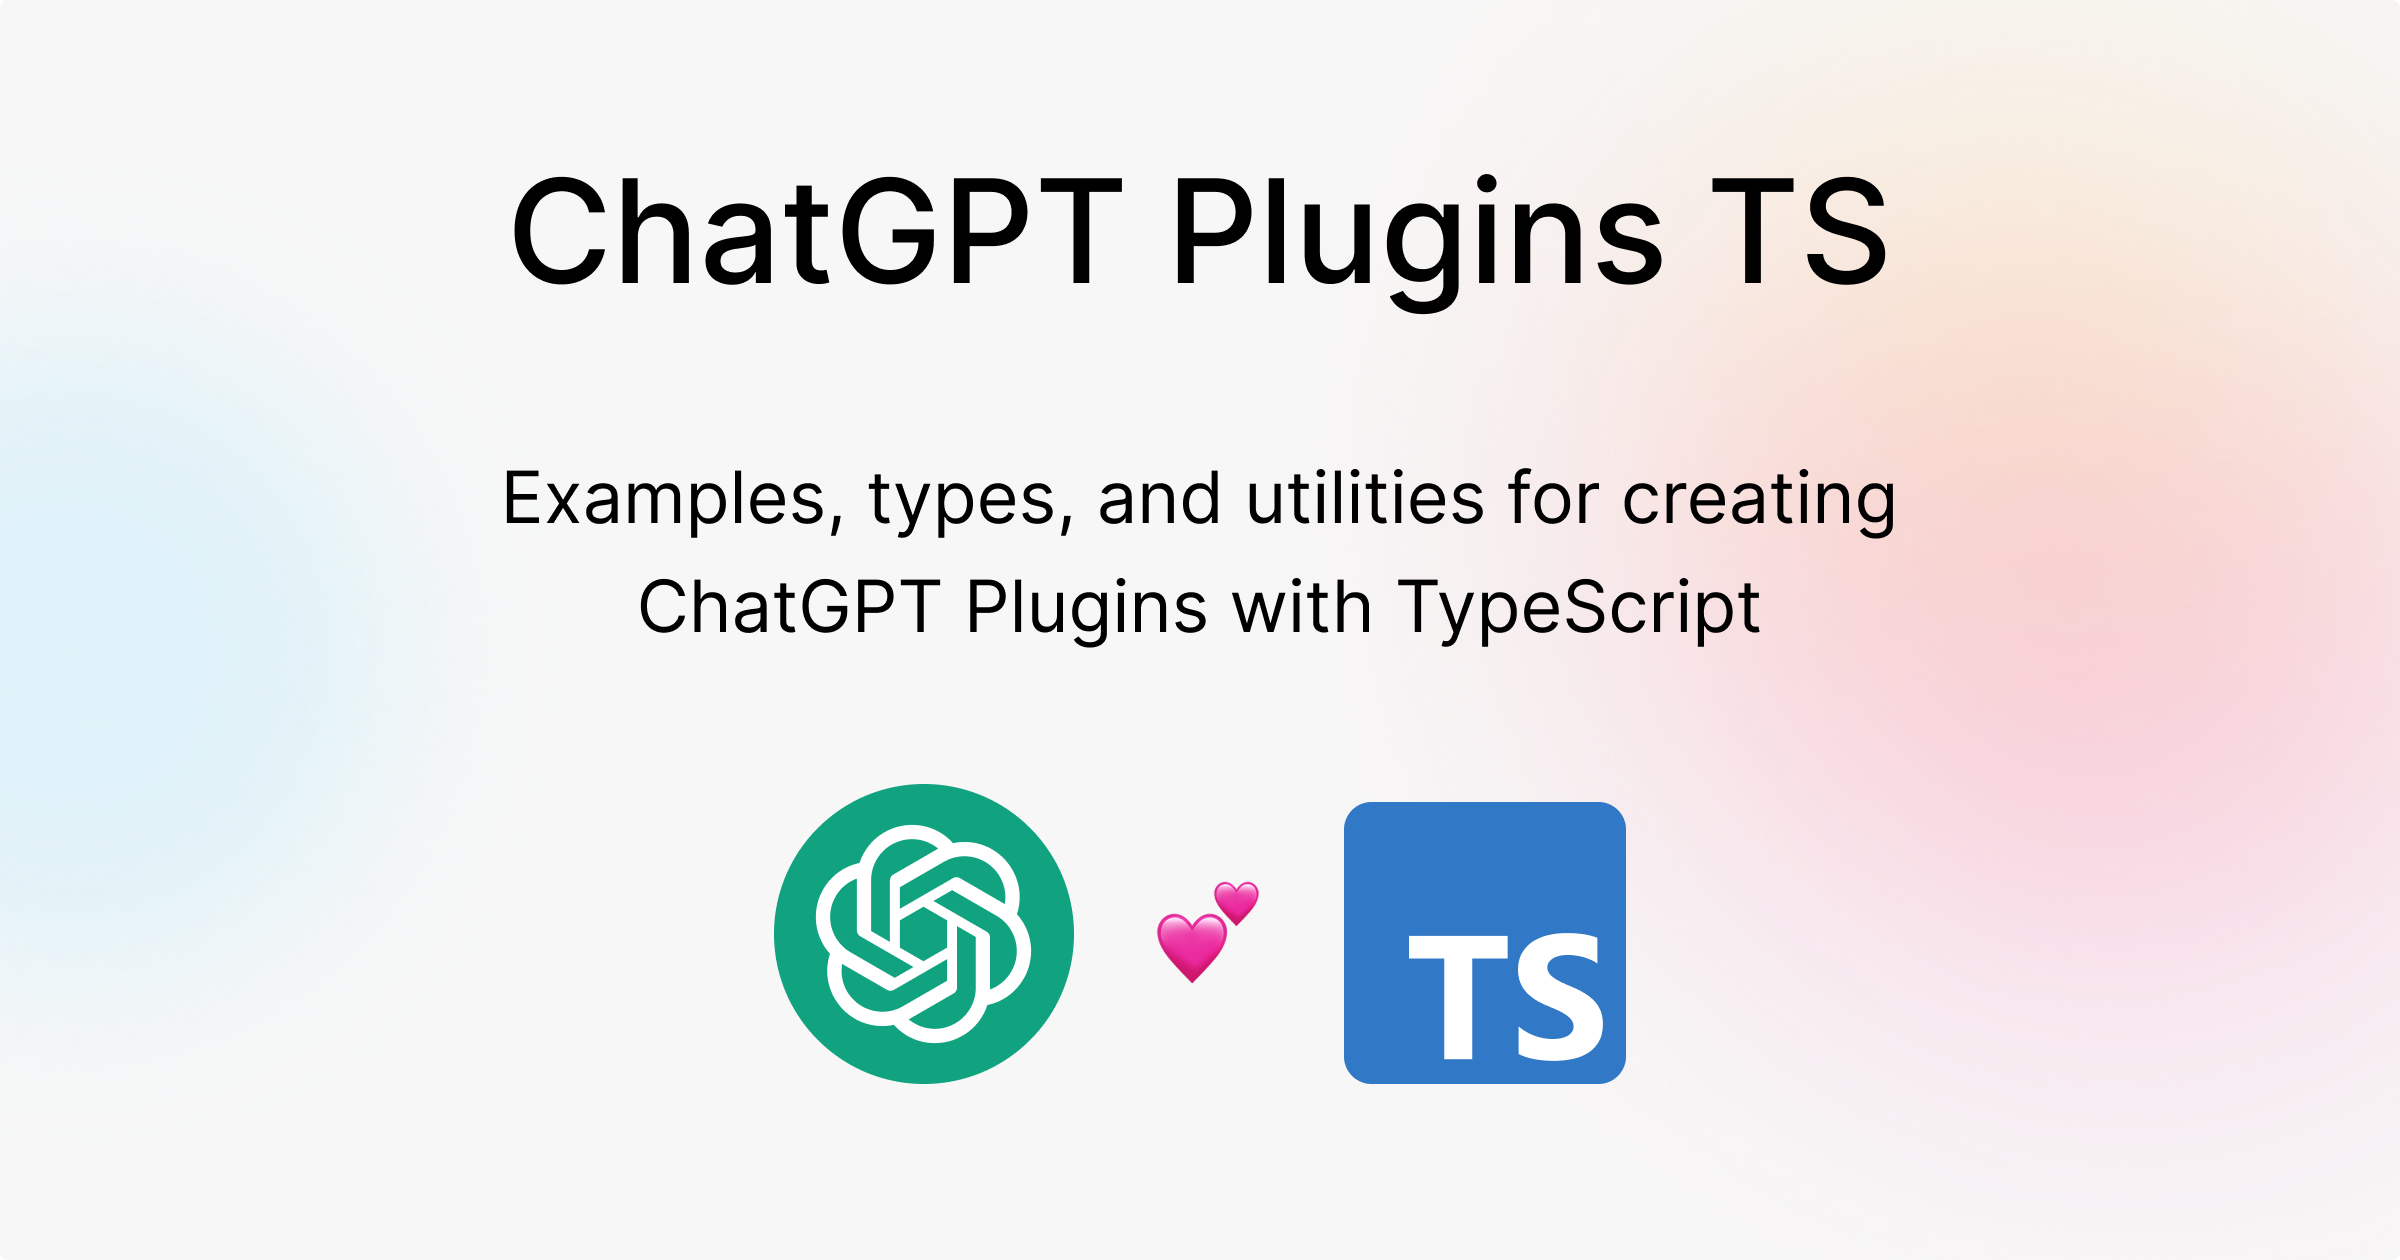 ChatGPT Plugins TS
Examples, types, and utilities for creating
ChatGPT Plugins with TypeScript
TS